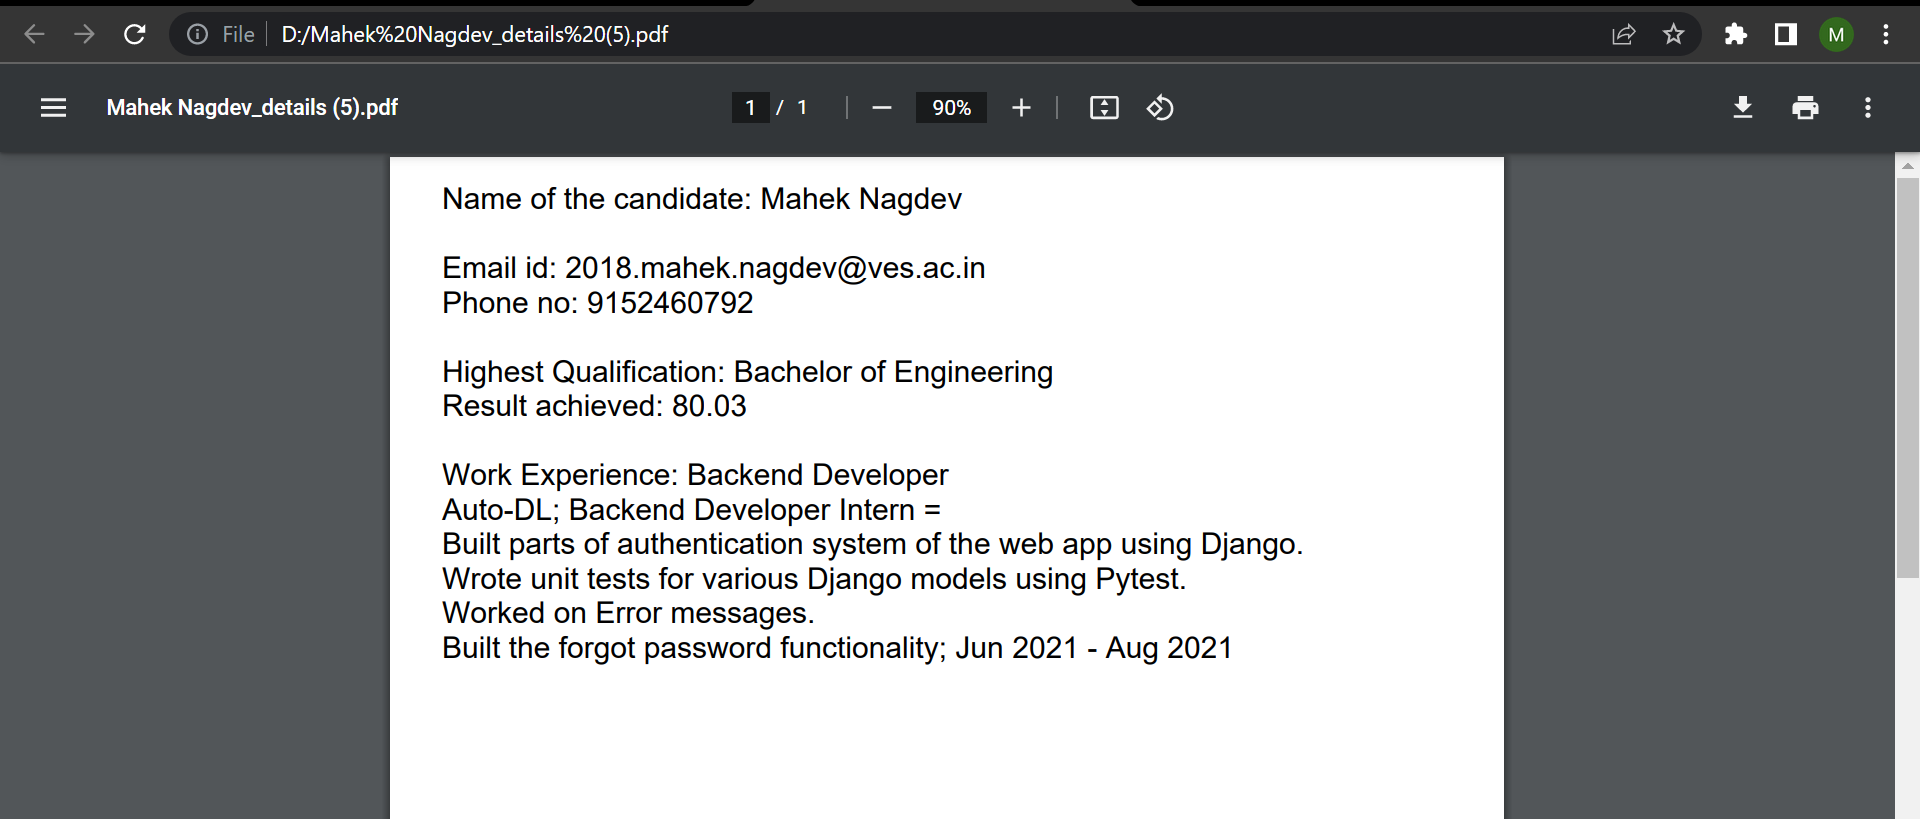 File D:/Mahek%20Nagdev_details%20(5).pdf M
Mahek Nagdev_details (5).pdf 1 / 1 90%
Name of the candidate: Mahek Nagdev
Email id: 2018.mahek.nagdev@ves.ac.in
Phone no: 9152460792
Highest Qualification: Bachelor of Engineering
Result achieved: 80.03
Work Experience: Backend Developer
Auto-DL; Backend Developer Intern =
Built parts of authentication system of the web app using Django.
Wrote unit tests for various Django models using Pytest.
Worked on Error messages.
Built the forgot password functionality; Jun 2021 - Aug 2021